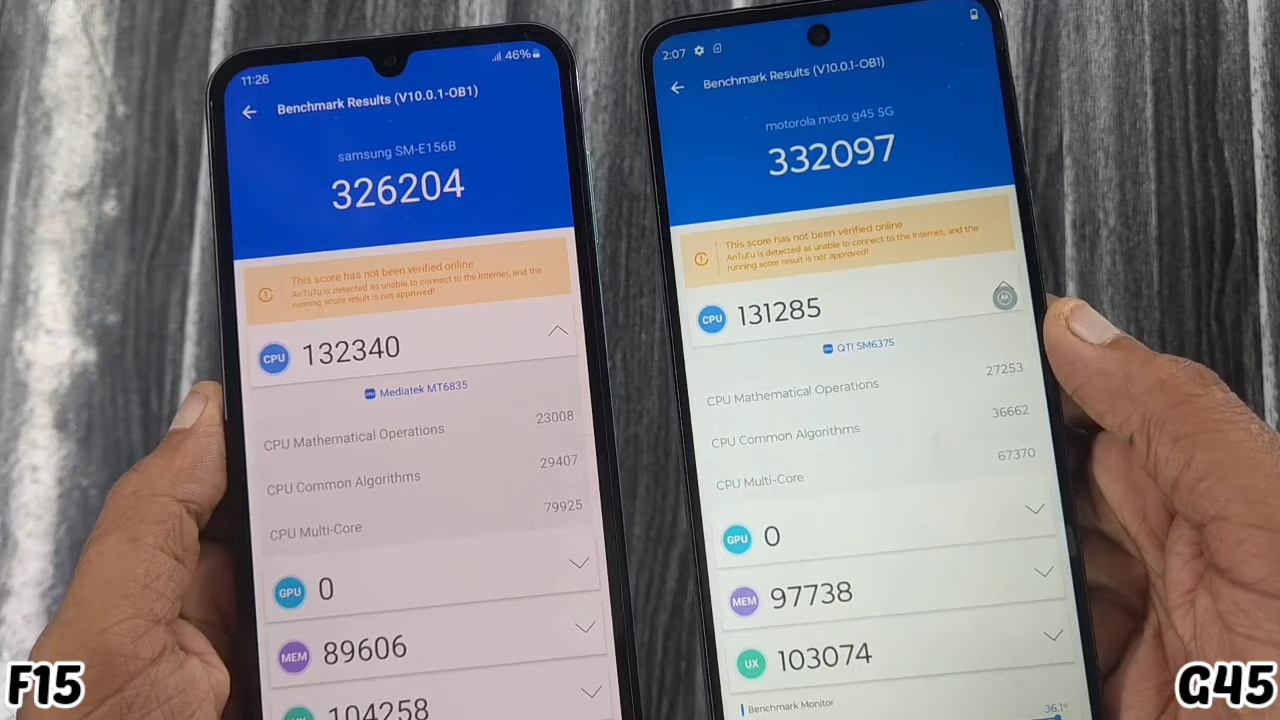 11:26
46%
Benchmark Results (V10.0.1-OB1)
samsung SM-E156B
326204
This score has not been verified online
AnTuTu is detected as unable to connect to the Internet, and the
running score result is not approved!
CPU 132340
Mediatek MT6835
CPU Mathematical Operations 23008
CPU Common Algorithms 29407
CPU Multi-Core 79925
GPU 0
MEM 89606
UX 104258
F15
2:07
Benchmark Results (V10.0.1-OB1)
motorola moto g45 5G
332097
This score has not been verified online
AnTuTu is detected as unable to connect to the Internet, and the
running score result is not approved!
CPU 131285
QTI SM6375
CPU Mathematical Operations 27253
CPU Common Algorithms 36662
CPU Multi-Core 67370
GPU 0
MEM 97738
UX 103074
Benchmark Monitor
36.1°
G45